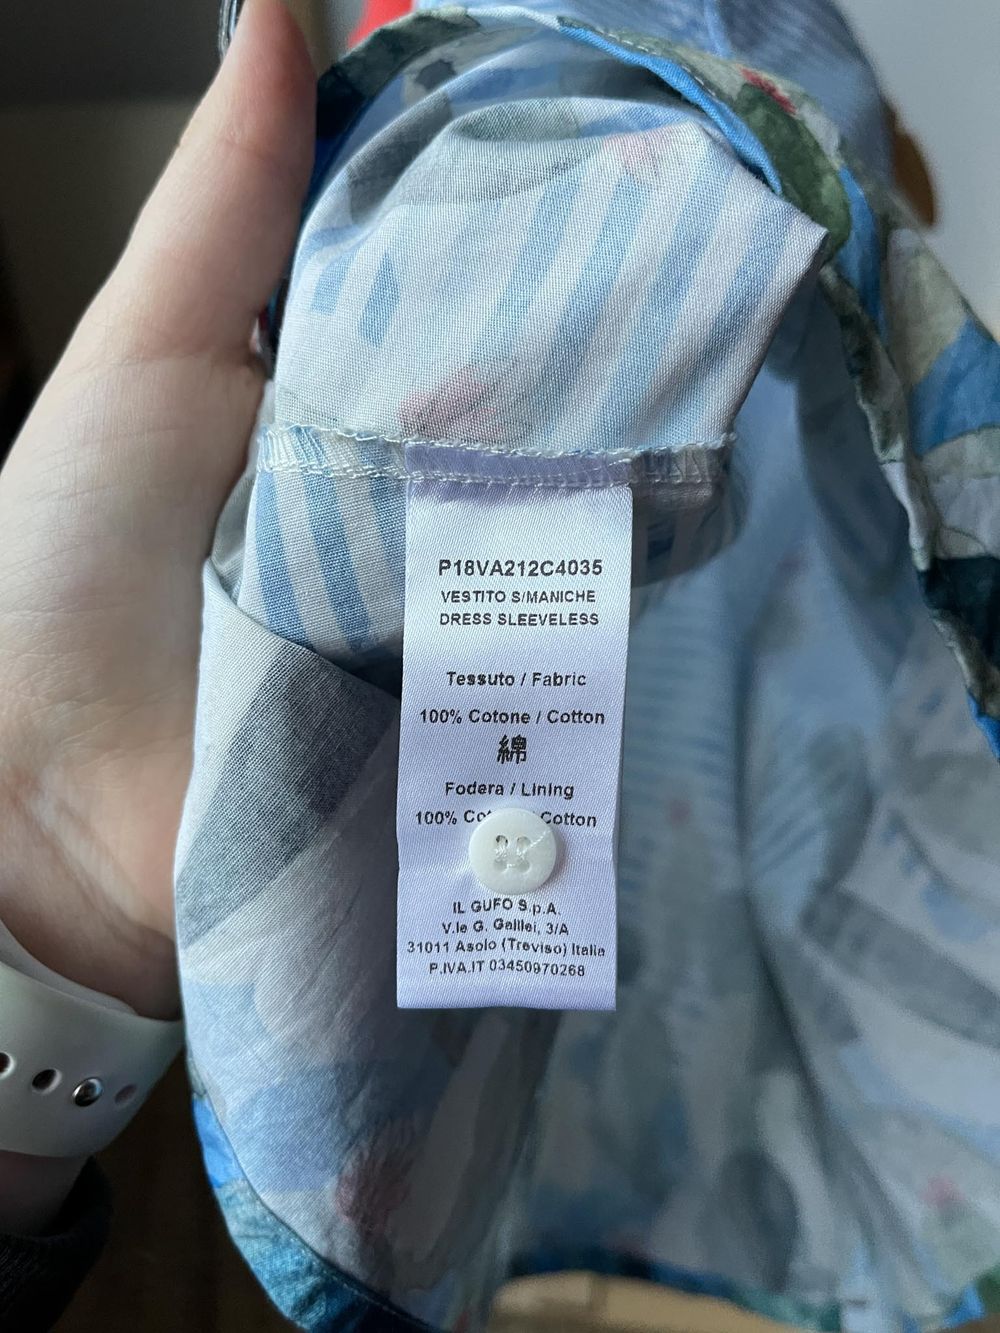 P18VA212C4035
VESTITO S/MANICHE
DRESS SLEEVELESS
Tessuto / Fabric
100% Cotone / Cotton
綿
Fodera / Lining
100% Cotton
IL GUFO S.p.A.
V.le G. Galilei, 3/A
31011 Asolo (Treviso) Italia
P.IVA.IT 03450970268